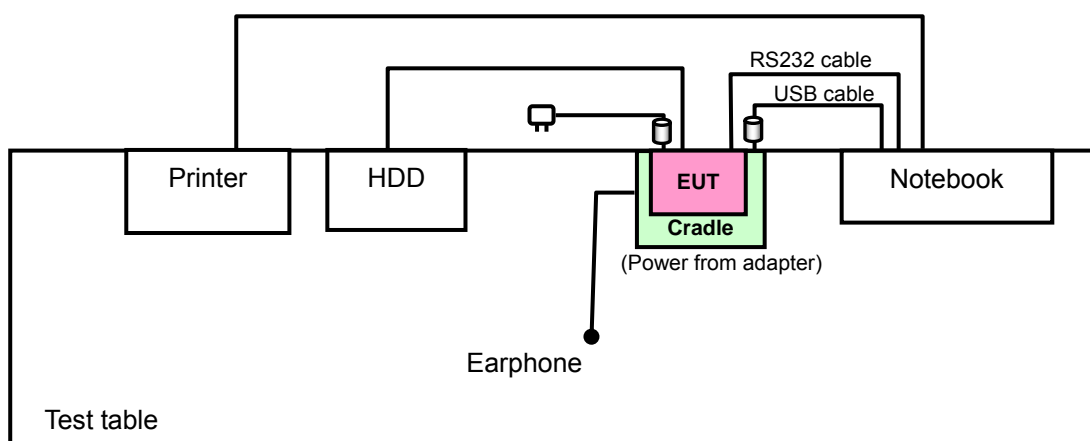 RS232 cable
USB cable
Printer
HDD
EUT
Notebook
Cradle
(Power from adapter)
Earphone
Test table